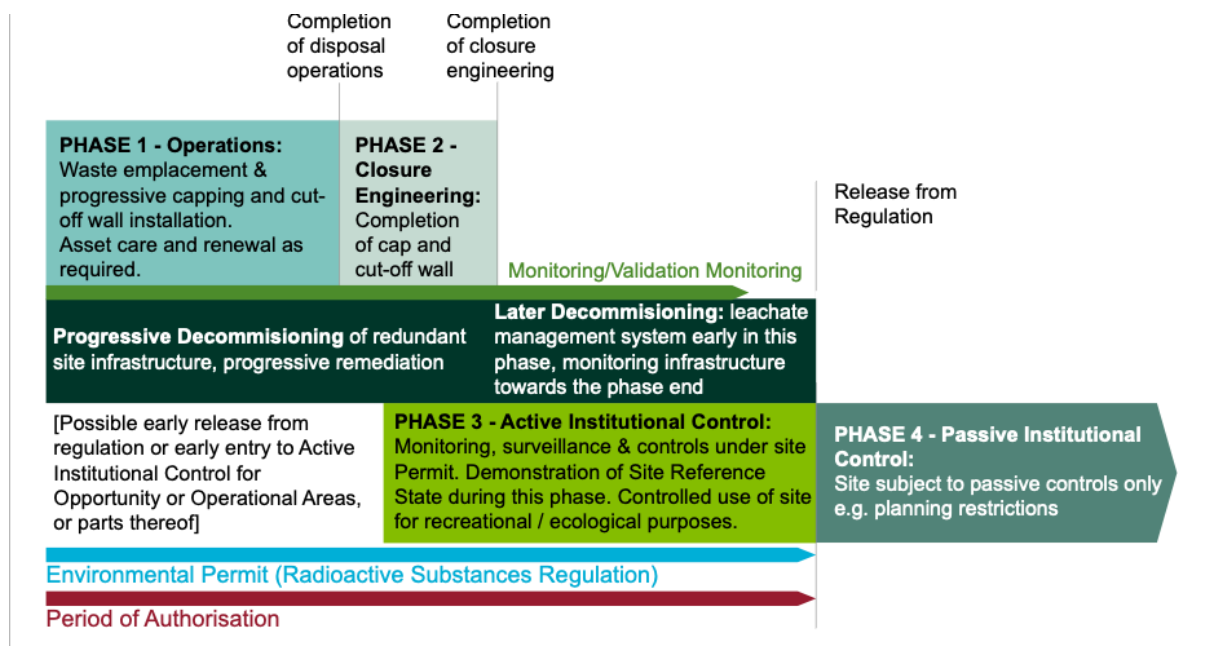 Completion
of disposal
operations
Completion
of closure
engineering
PHASE 1 - Operations:
Waste emplacement &
progressive capping and cut-
off wall installation.
Asset care and renewal as
required.
PHASE 2 -
Closure
Engineering:
Completion
of cap and
cut-off wall
Release from
Regulation
Monitoring/Validation Monitoring
Progressive Decommisioning of redundant
site infrastructure, progressive remediation
Later Decommisioning: leachate
management system early in this
phase, monitoring infrastructure
towards the phase end
[Possible early release from
regulation or early entry to Active
Institutional Control for
Opportunity or Operational Areas,
or parts thereof]
PHASE 3 - Active Institutional Control:
Monitoring, surveillance & controls under site
Permit. Demonstration of Site Reference
State during this phase. Controlled use of site
for recreational / ecological purposes.
PHASE 4 - Passive Institutional
Control:
Site subject to passive controls only
e.g. planning restrictions
Environmental Permit (Radioactive Substances Regulation)
Period of Authorisation